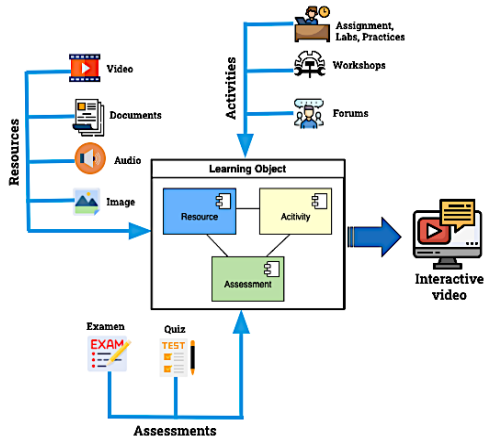 Assignment,
Labs, Practices
Video
Workshops
Activities
Documents
Forums
Resources
Audio
Learning Object
Image
Resource
Acitivity
Interactive
video
Assessment
Examen
Quiz
EXAM
TEST
Assessments